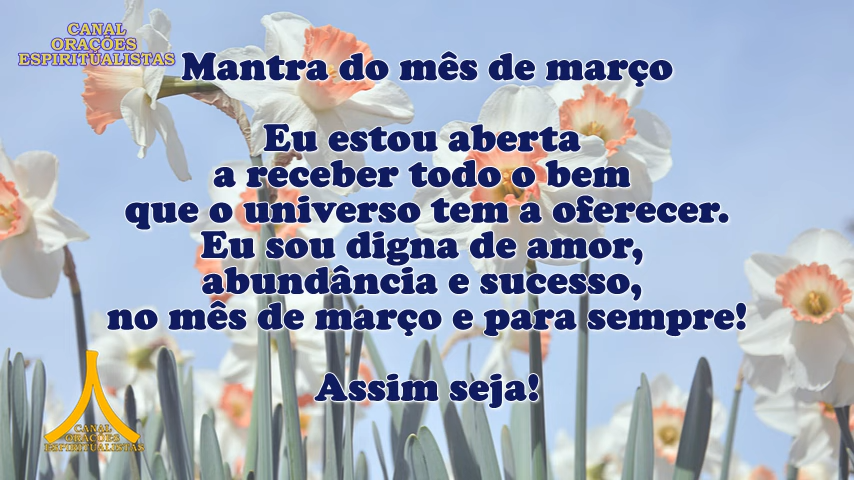 CANAL
ORAÇÕES
ESPIRITUALISTAS
Mantra do mês de março
Eu estou aberta
a receber todo o bem
que o universo tem a oferecer.
Eu sou digna de amor,
abundância e sucesso,
no mês de março e para sempre!
Assim seja!
CANAL
ORAÇÕES
ESPIRITUALISTAS